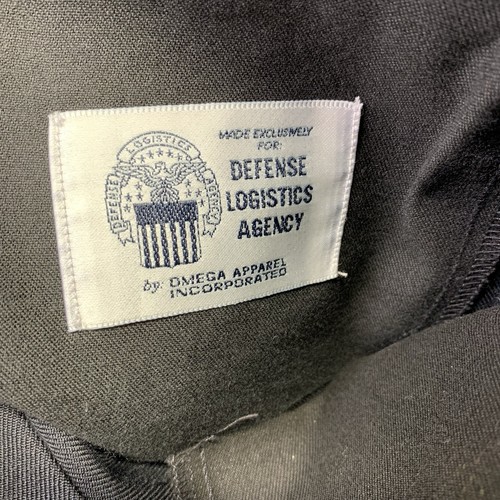 DEFENSE LOGISTICS AGENCY
MADE EXCLUSIVELY
FOR:
DEFENSE
LOGISTICS
AGENCY
by: OMEGA APPAREL
INCORPORATED